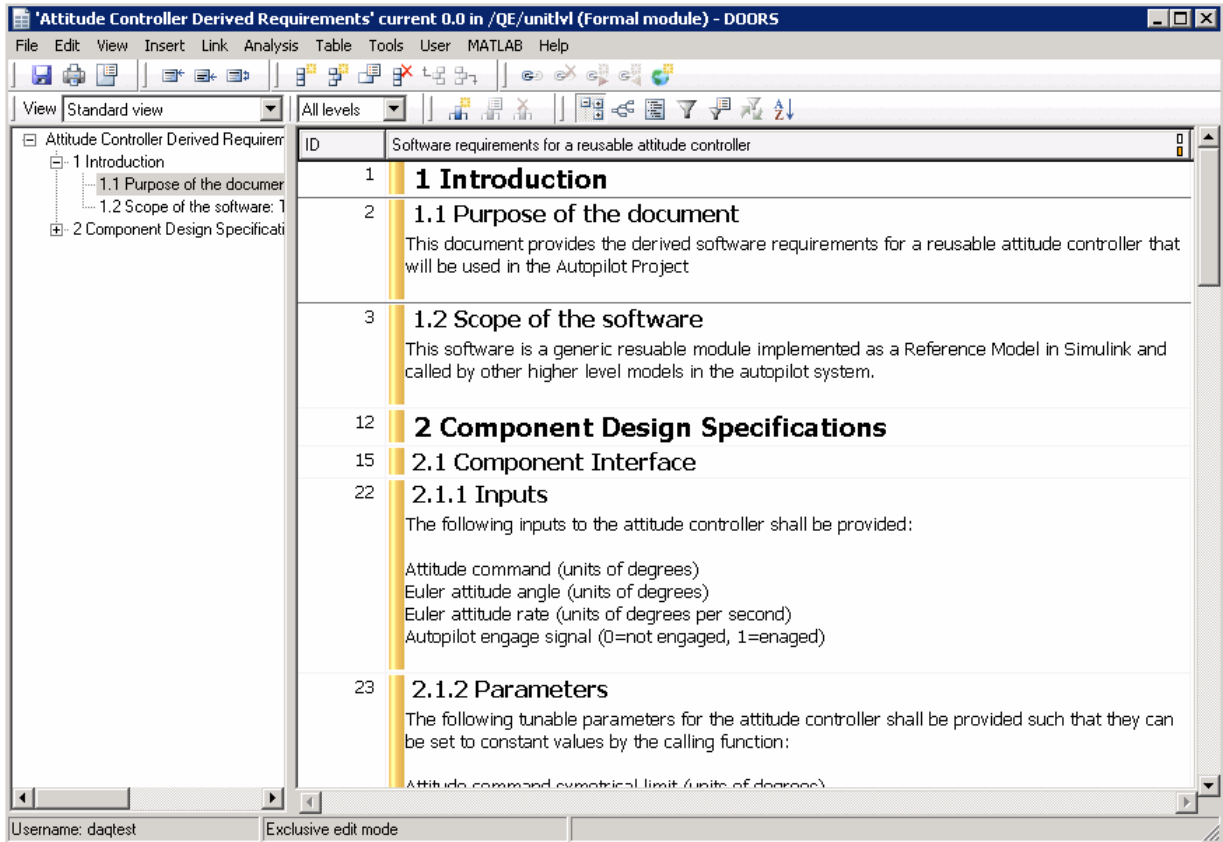 'Attitude Controller Derived Requirements' current 0.0 in /QE/unitlvl (Formal module) - DOORS
File Edit View Insert Link Analysis Table Tools User MATLAB Help
View Standard view All levels
Attitude Controller Derived Requirem
1 Introduction
1.1 Purpose of the documer
1.2 Scope of the software: T
2 Component Design Specificati
ID Software requirements for a reusable attitude controller
1 1 Introduction
2 1.1 Purpose of the document
This document provides the derived software requirements for a reusable attitude controller that
will be used in the Autopilot Project
3 1.2 Scope of the software
This software is a generic resuable module implemented as a Reference Model in Simulink and
called by other higher level models in the autopilot system.
12 2 Component Design Specifications
15 2.1 Component Interface
22 2.1.1 Inputs
The following inputs to the attitude controller shall be provided:
Attitude command (units of degrees)
Euler attitude angle (units of degrees)
Euler attitude rate (units of degrees per second)
Autopilot engage signal (0=not engaged, 1=enaged)
23 2.1.2 Parameters
The following tunable parameters for the attitude controller shall be provided such that they can
be set to constant values by the calling function:
Attitude command symetrical limit (units of degrees)
Username: daqtest Exclusive edit mode